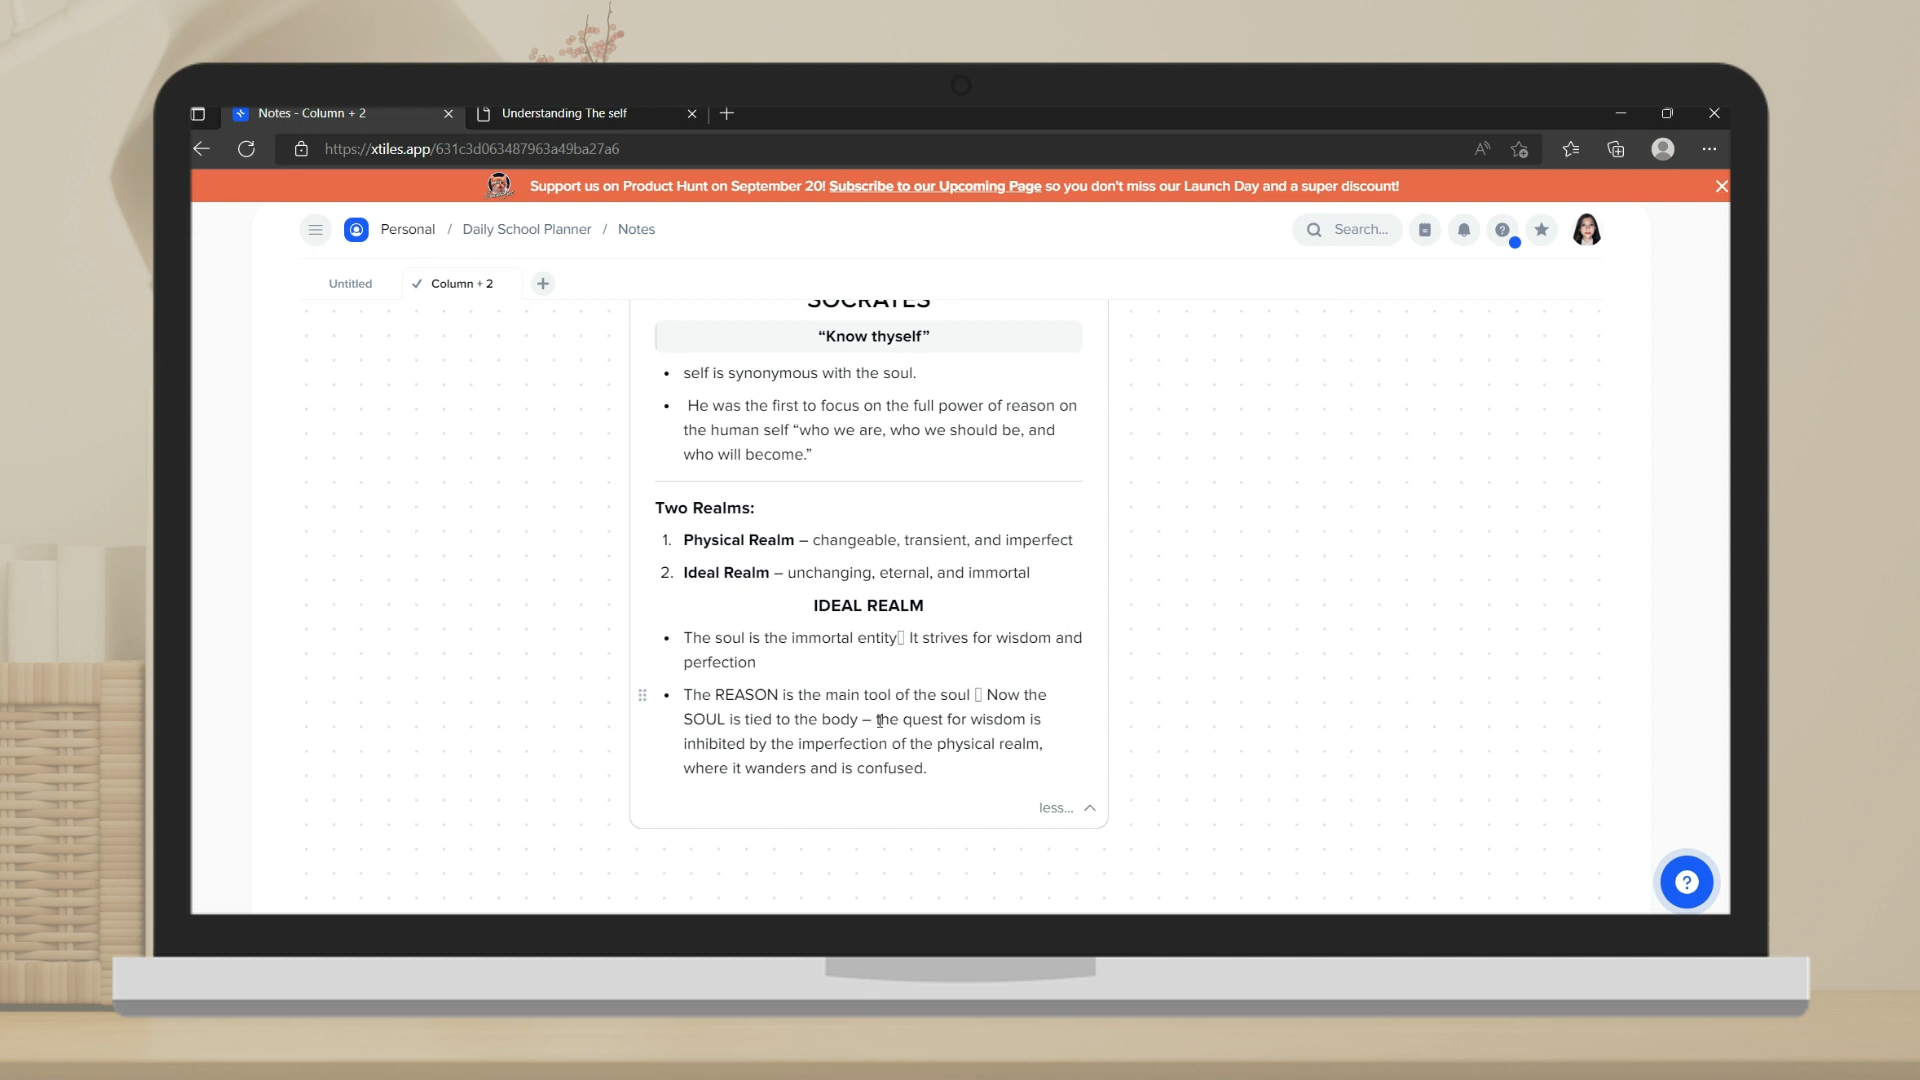 Notes - Column + 2
Understanding The self
https://xtiles.app/631c3d063487963a49ba27a6
Support us on Product Hunt on September 20! Subscribe to our Upcoming Page so you don't miss our Launch Day and a super discount!
Personal / Daily School Planner / Notes
Search...
Untitled
Column + 2
SOCRATES
“Know thyself”
• self is synonymous with the soul.
• He was the first to focus on the full power of reason on
the human self “who we are, who we should be, and
who will become.”
Two Realms:
1. Physical Realm – changeable, transient, and imperfect
2. Ideal Realm – unchanging, eternal, and immortal
IDEAL REALM
• The soul is the immortal entity It strives for wisdom and
perfection
• The REASON is the main tool of the soul Now the
SOUL is tied to the body – the quest for wisdom is
inhibited by the imperfection of the physical realm,
where it wanders and is confused.
less...